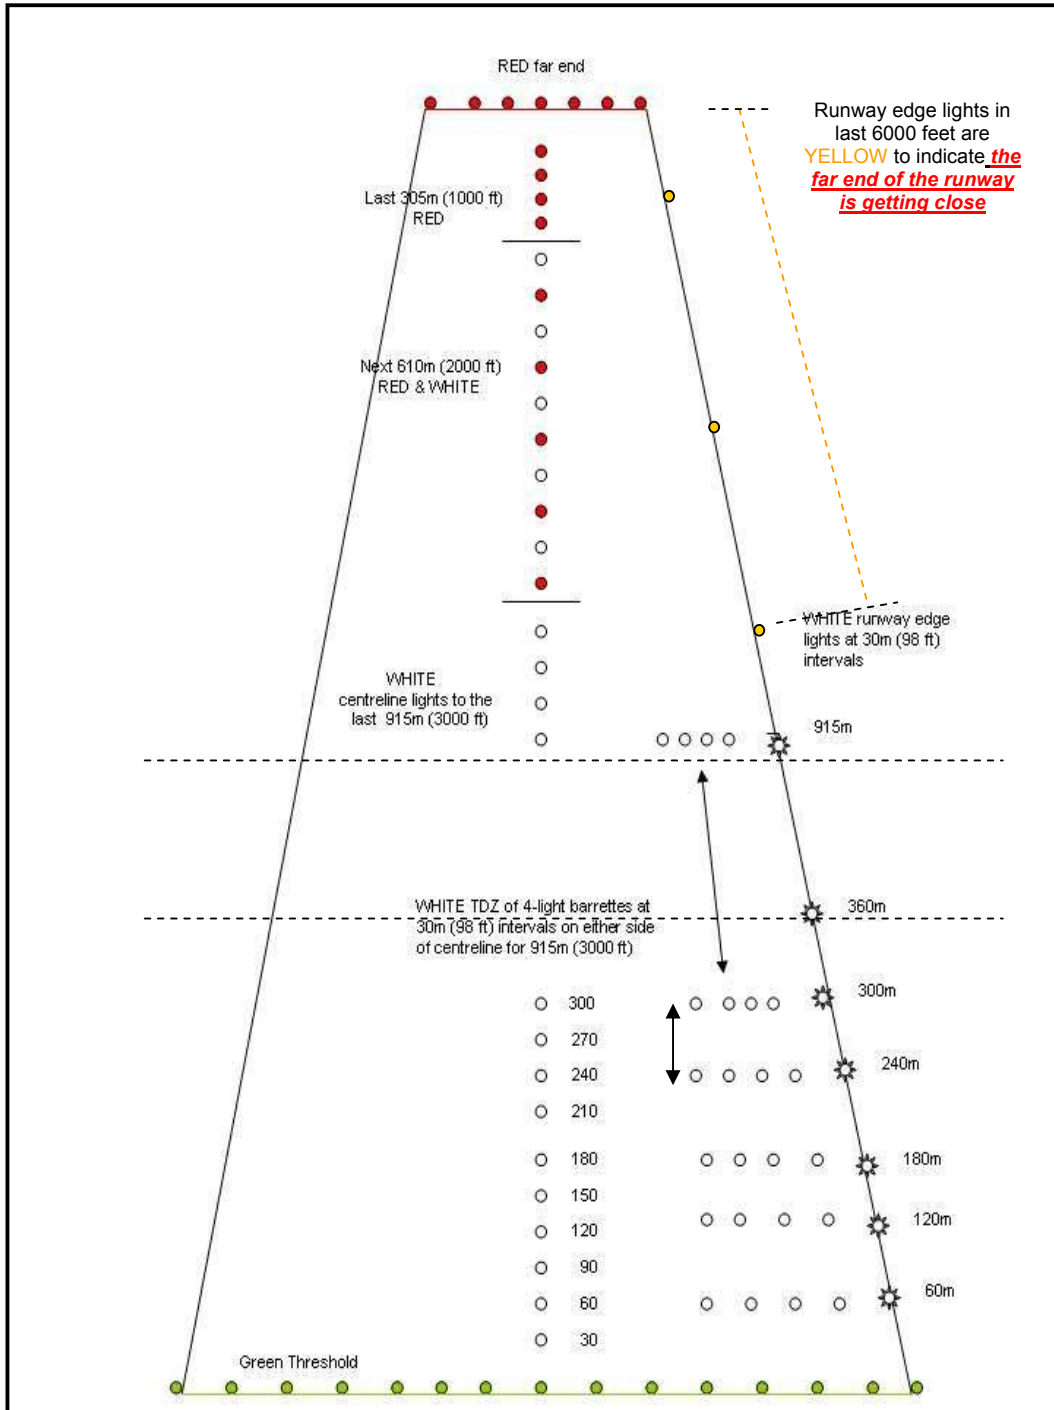 RED far end
Runway edge lights in
last 6000 feet are
YELLOW to indicate the
far end of the runway
is getting close
Last 305m (1000 ft)
RED
Next 610m (2000 ft)
RED & WHITE
WHITE runway edge
lights at 30m (98 ft)
intervals
WHITE
centreline lights to the
last 915m (3000 ft)
915m
WHITE TDZ of 4-light barrettes at
30m (98 ft) intervals on either side
of centreline for 915m (3000 ft)
360m
300
300m
270
240
240m
210
180
180m
150
120
120m
90
60
60m
30
Green Threshold